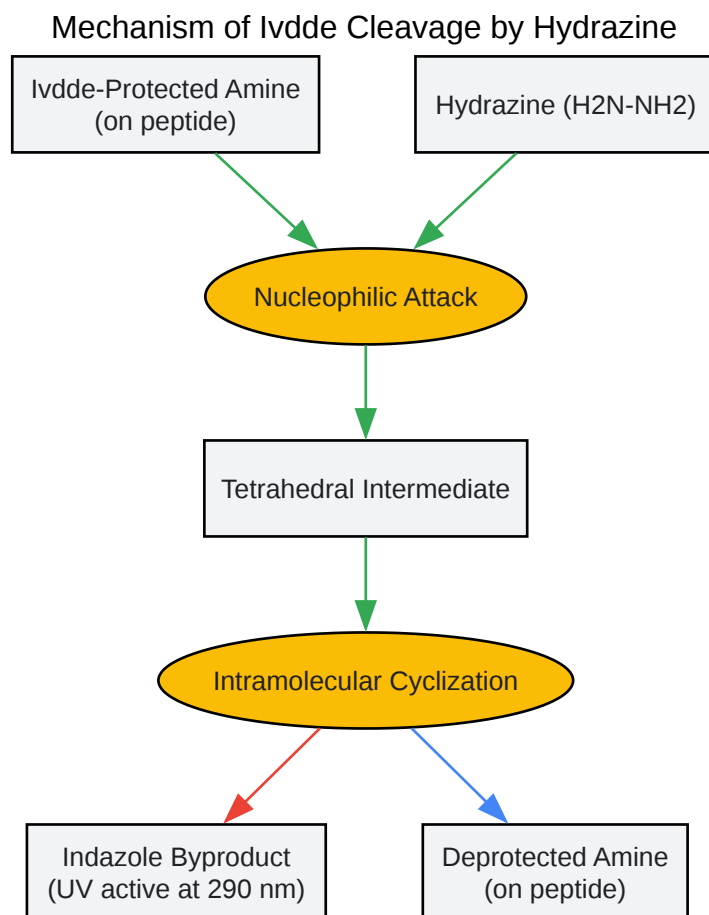 Mechanism of Ivdde Cleavage by Hydrazine
Ivdde-Protected Amine
(on peptide)
Hydrazine (H2N-NH2)
Nucleophilic Attack
Tetrahedral Intermediate
Intramolecular Cyclization
Indazole Byproduct
(UV active at 290 nm)
Deprotected Amine
(on peptide)